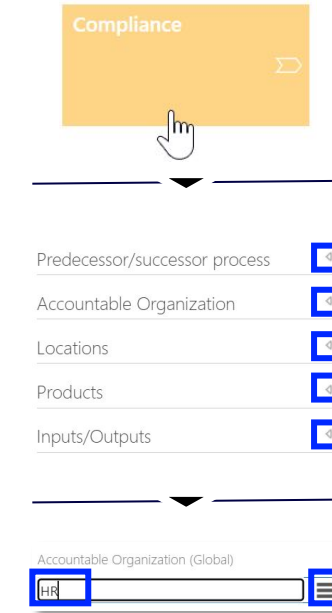 Compliance
Predecessor/successor process
Accountable Organization
Locations
Products
Inputs/Outputs
Accountable Organization (Global)
HR